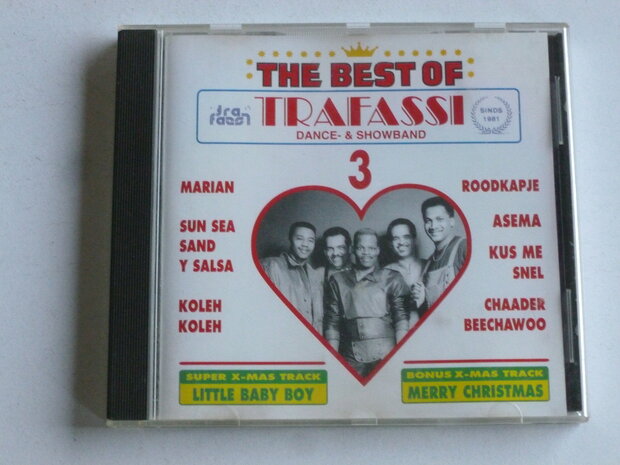 THE BEST OF
TRAFASSI
SINDS
1981
DANCE- & SHOWBAND
3
MARIAN
SUN SEA
SAND
Y SALSA
KOLEH
KOLEH
ROODKAPJE
ASEMA
KUS ME
SNEL
CHAADER
BEECHAWOO
SUPER X-MAS TRACK
LITTLE BABY BOY
BONUS X-MAS TRACK
MERRY CHRISTMAS